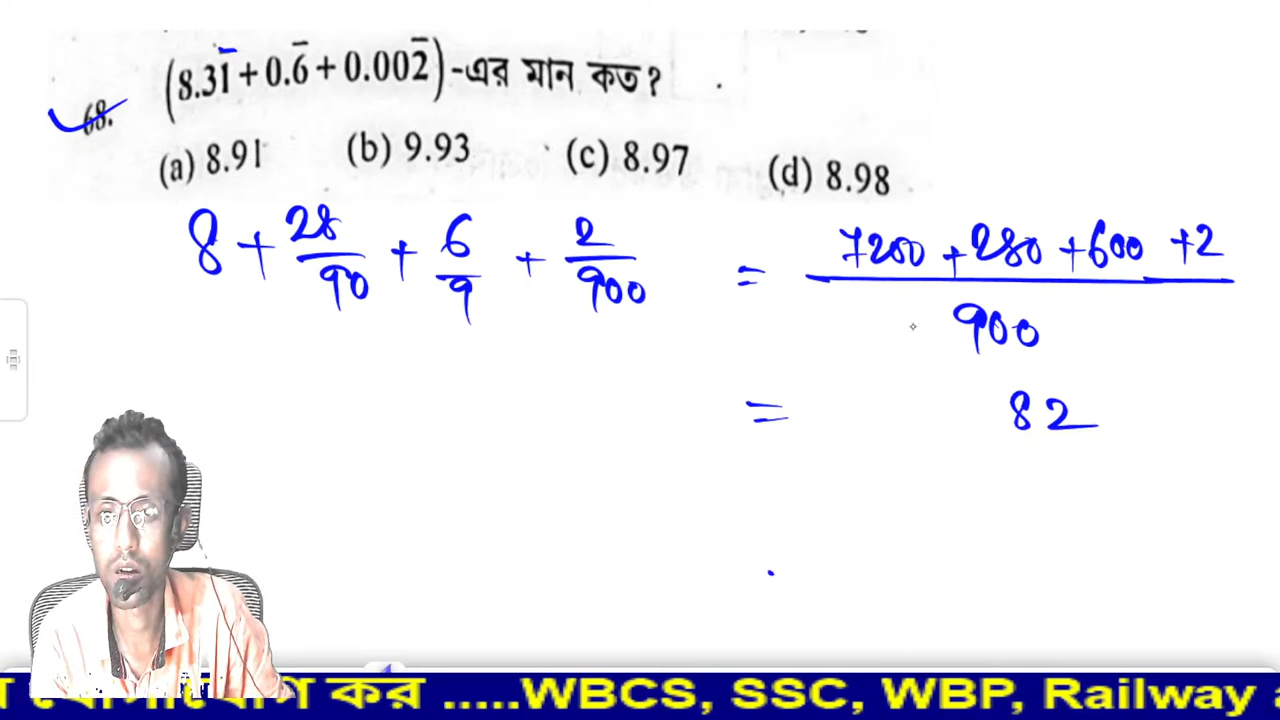 68. (8.31̅ + 0.6̅ + 0.002̅) -এর মান কত?
(a) 8.91 (b) 9.93 (c) 8.97 (d) 8.98
8 + 28/90 + 6/9 + 2/900 = 7200 + 280 + 600 + 2 / 900
= 82
যোগাযোগ কর .....WBCS, SSC, WBP, Railway